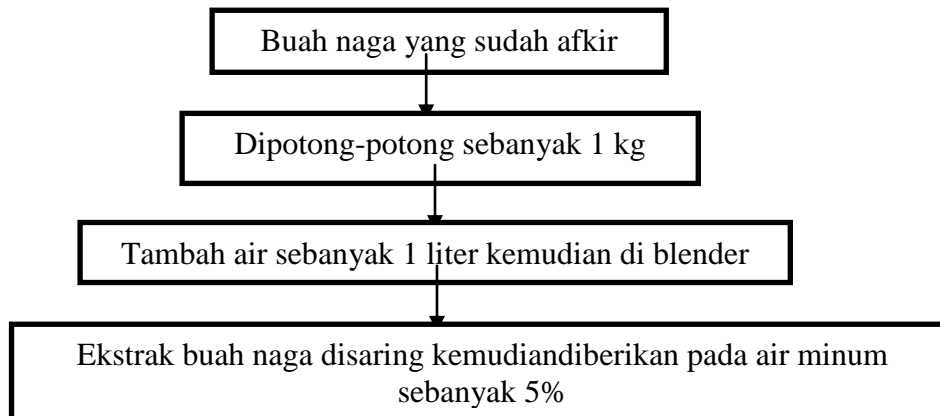 Buah naga yang sudah afkir
Dipotong-potong sebanyak 1 kg
Tambah air sebanyak 1 liter kemudian di blender
Ekstrak buah naga disaring kemudiandiberikan pada air minum
sebanyak 5%